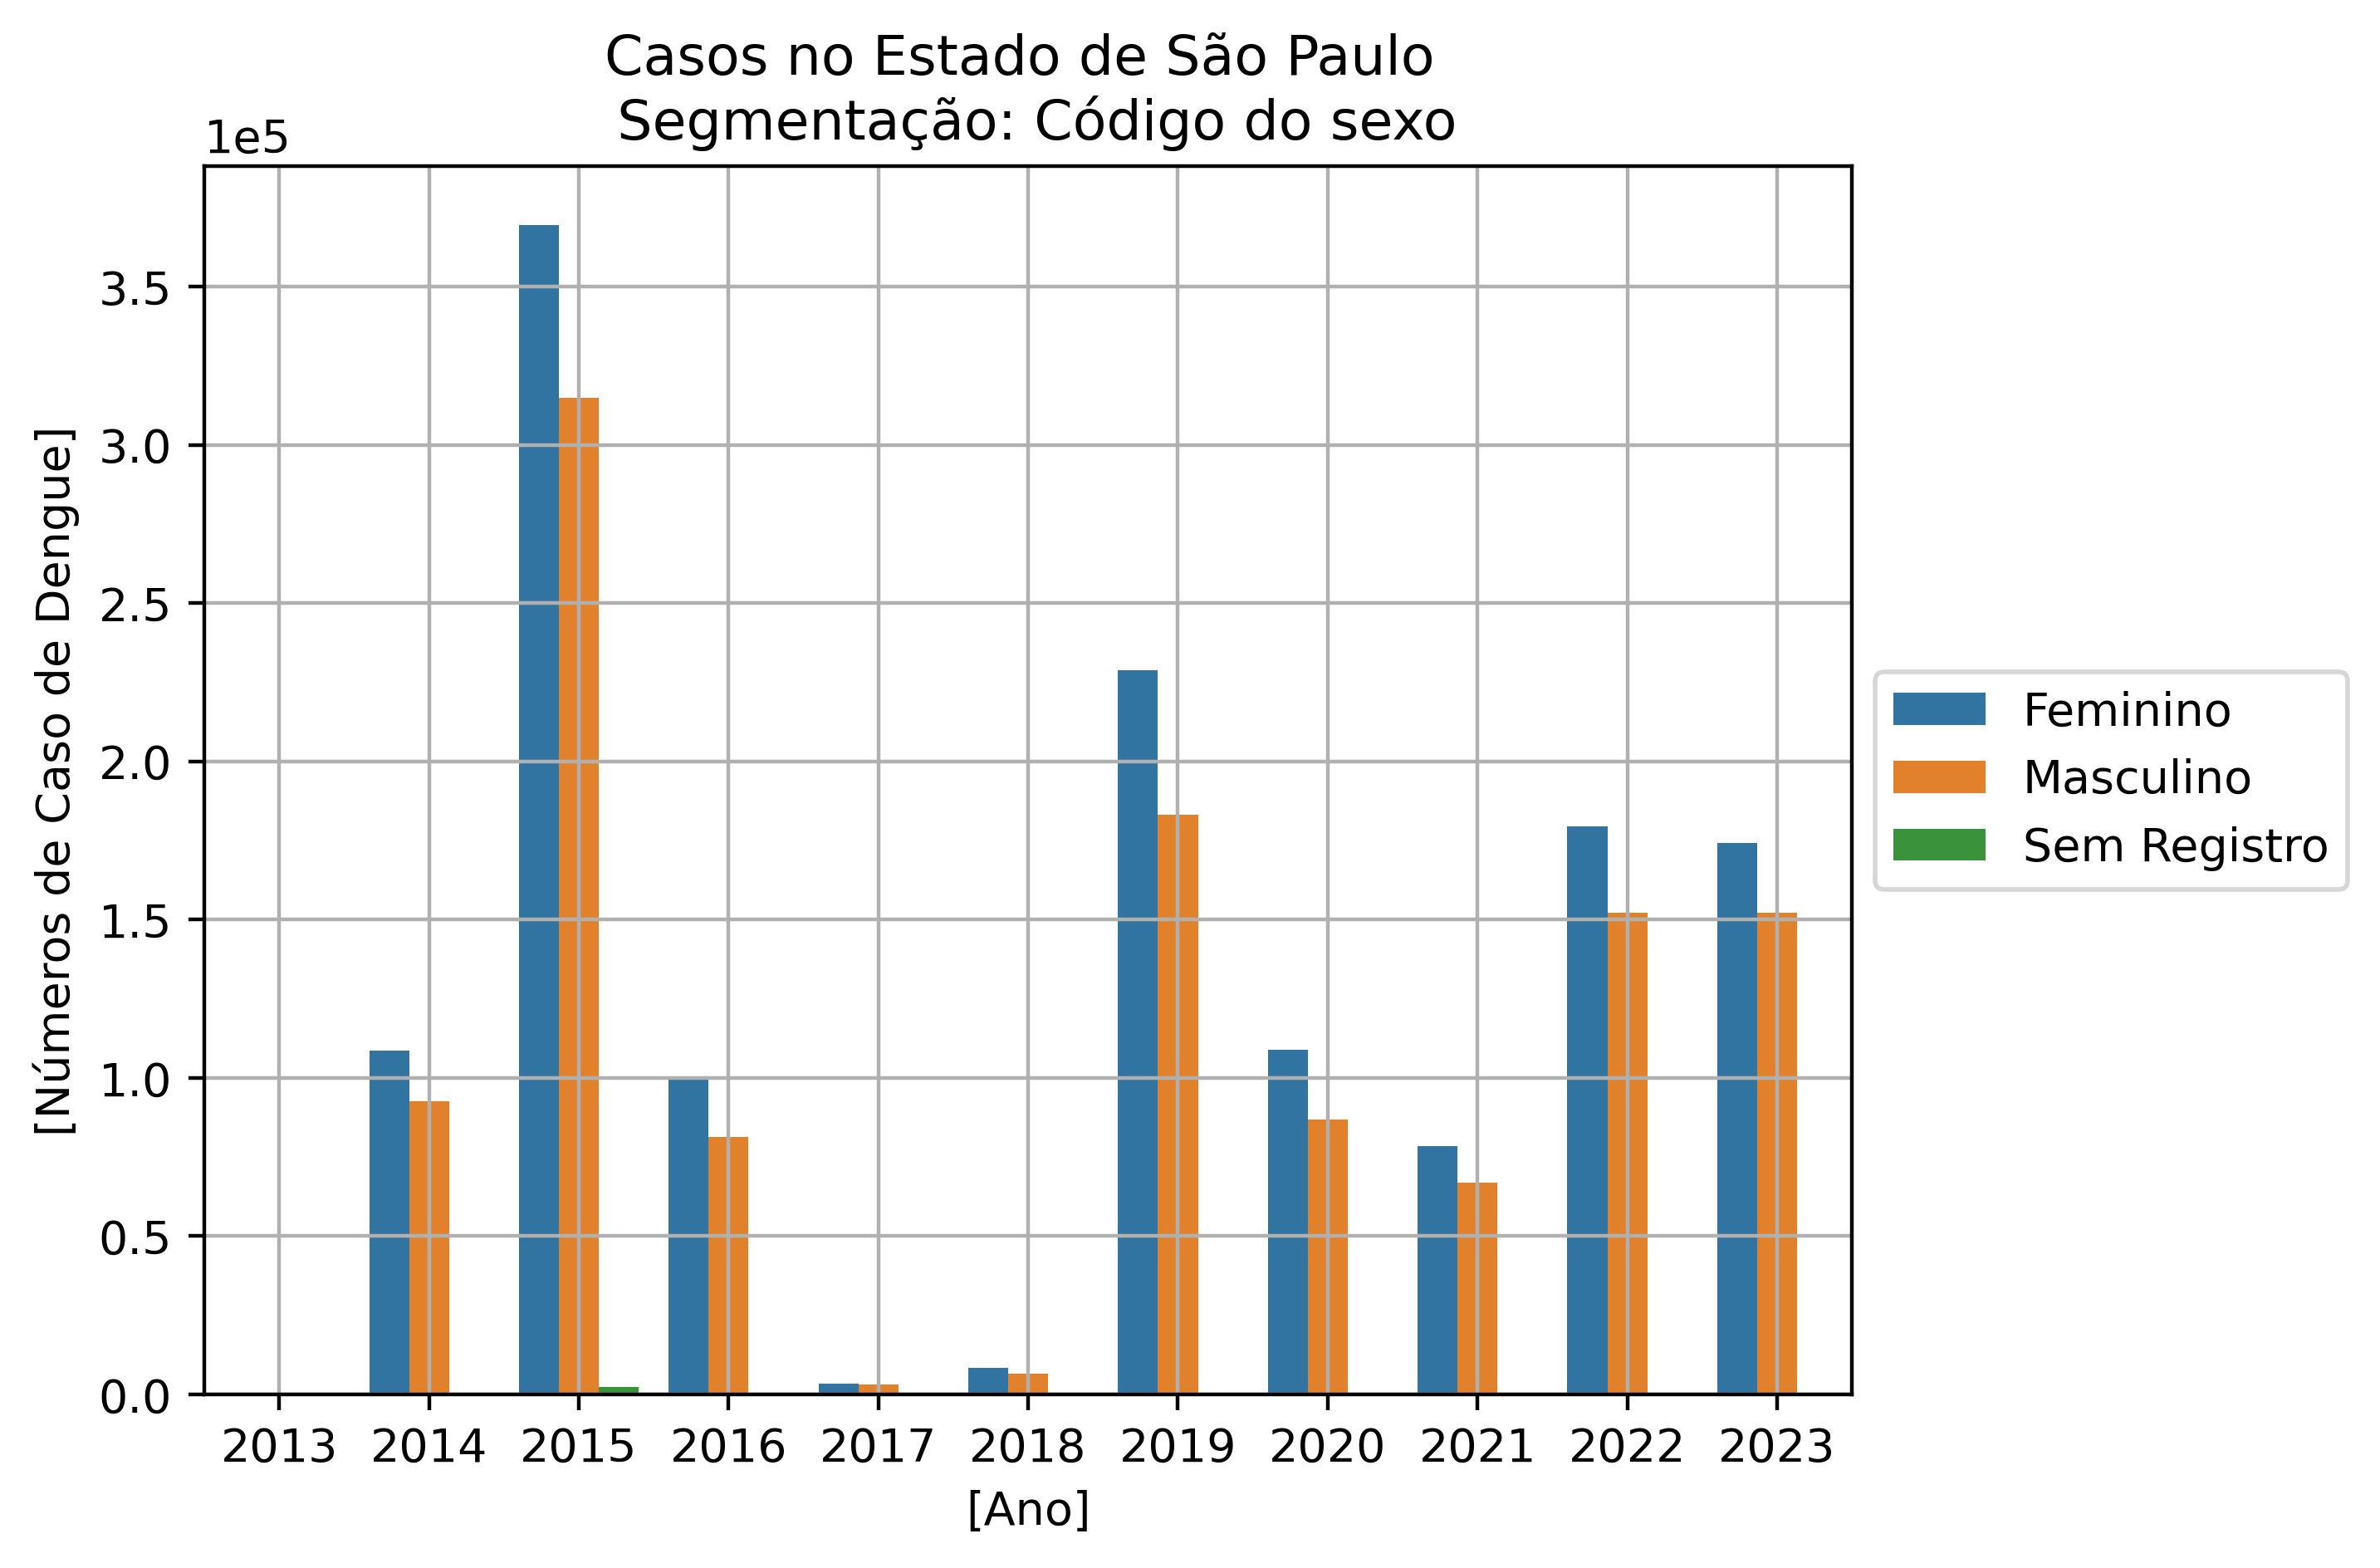 Casos no Estado de São Paulo
Segmentação: Código do sexo
1e5
[Números de Caso de Dengue]
3.5
3.0
2.5
2.0
1.5
1.0
0.5
0.0
2013 2014 2015 2016 2017 2018 2019 2020 2021 2022 2023
[Ano]
Feminino
Masculino
Sem Registro